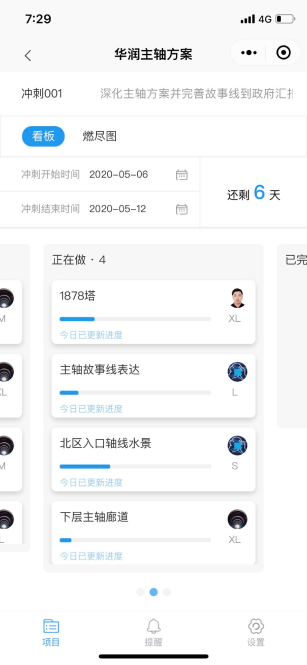 7:29
4G
华润主轴方案
冲刺001
深化主轴方案并完善故事线到政府汇扌
看板
燃尽图
冲刺开始时间 2020-05-06
还剩 6 天
冲刺结束时间 2020-05-12
正在做 · 4
已完
1878塔
XL
今日已更新进度
M
主轴故事线表达
L
今日已更新进度
XL
北区入口轴线水景
S
今日已更新进度
M
下层主轴廊道
XL
今日已更新进度
L
项目
提醒
设置